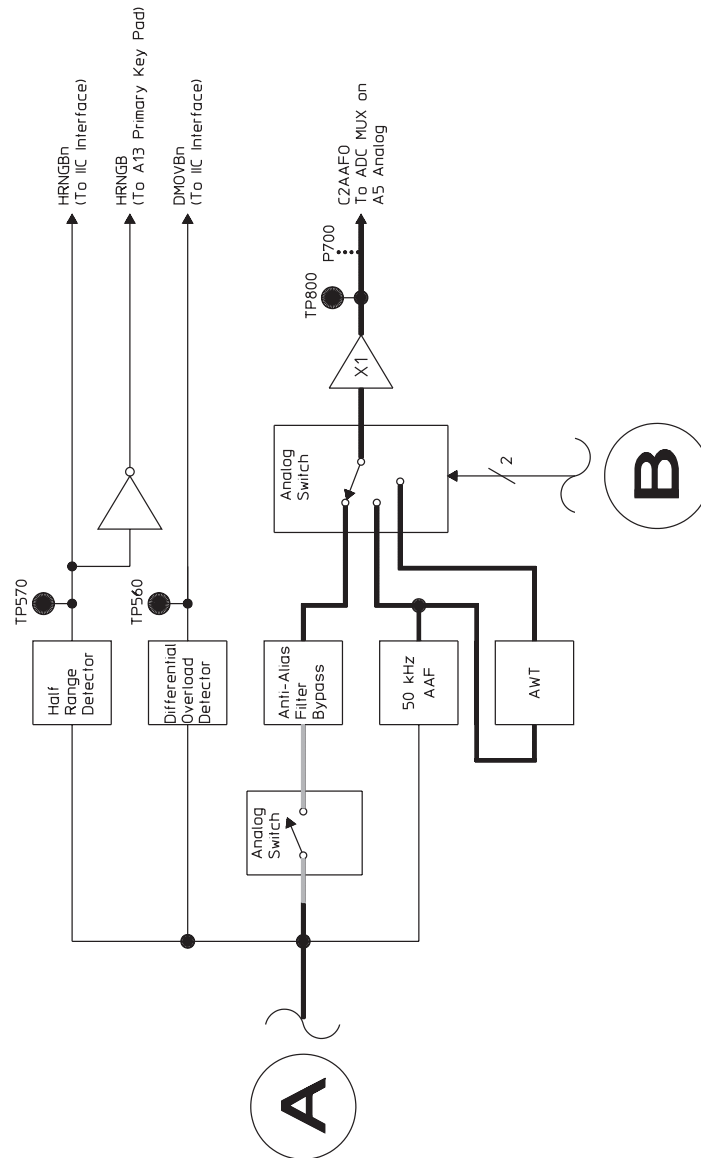 HRNGBn
(To IIC Interface)
HRNGB
(To A13 Primary Key Pad)
DMOVBn
(To IIC Interface)
TP570
TP560
Half
Range
Detector
Differential
Overload
Detector
C2AAFO
To ADC MUX on
A5 Analog
P700
TP800
X1
Analog
Switch
2
B
Anti-Alias
Filter
Bypass
50 kHz
AAF
AWT
Analog
Switch
A